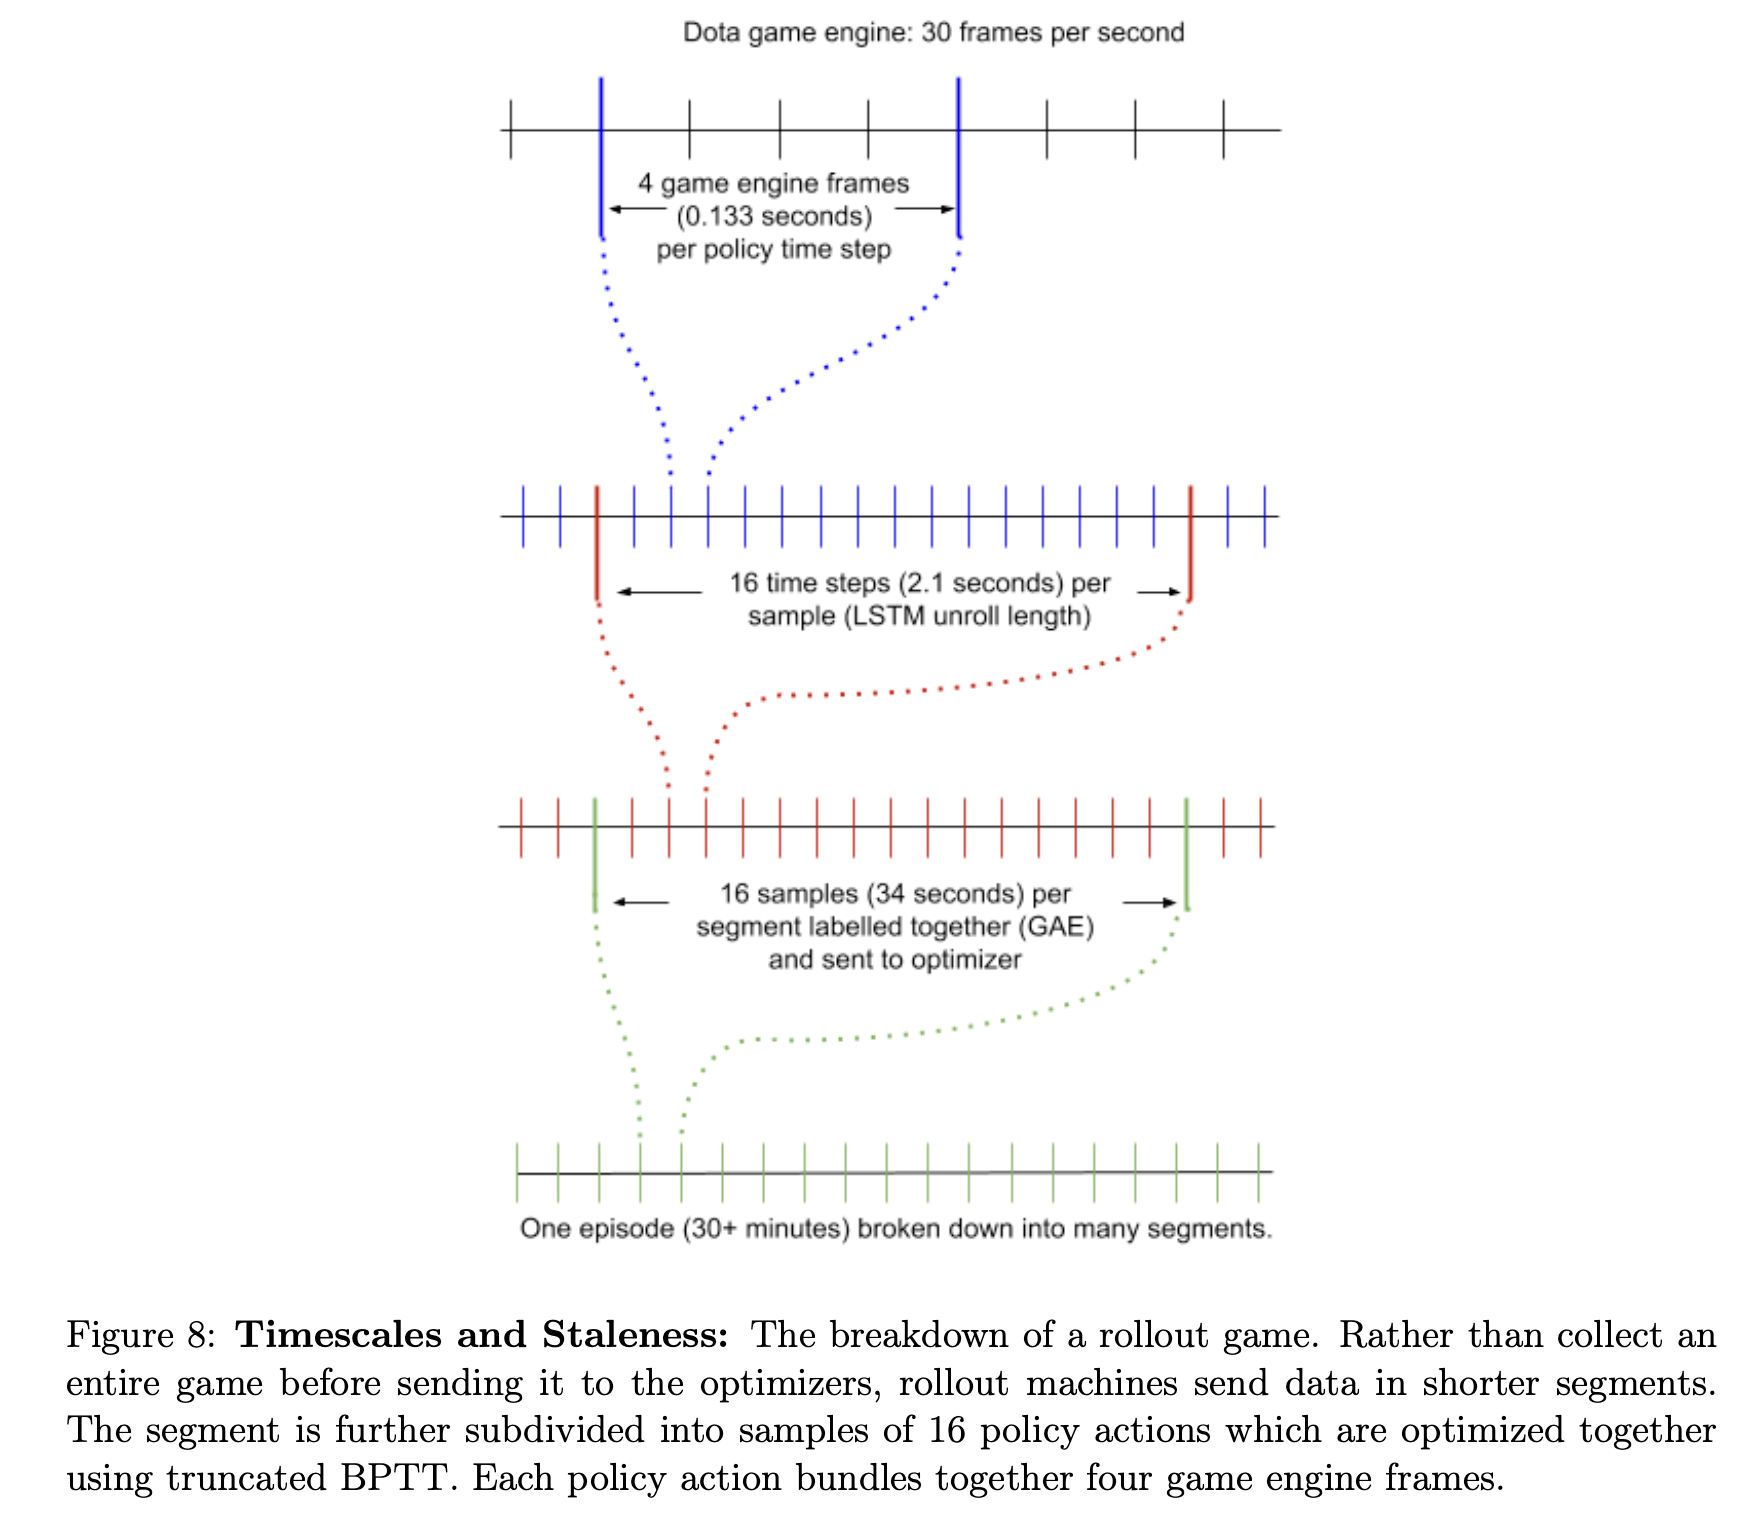 Dota game engine: 30 frames per second
4 game engine frames
(0.133 seconds)
per policy time step
16 time steps (2.1 seconds) per
sample (LSTM unroll length)
16 samples (34 seconds) per
segment labelled together (GAE)
and sent to optimizer
One episode (30+ minutes) broken down into many segments.
Figure 8: Timescales and Staleness: The breakdown of a rollout game. Rather than collect an
entire game before sending it to the optimizers, rollout machines send data in shorter segments.
The segment is further subdivided into samples of 16 policy actions which are optimized together
using truncated BPTT. Each policy action bundles together four game engine frames.